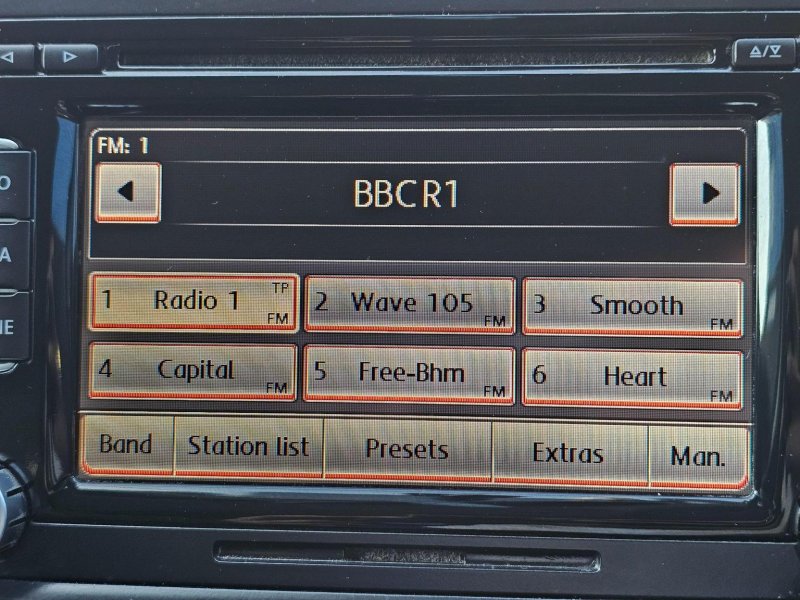 FM: 1
BBC R1
1 Radio 1 TP FM
2 Wave 105 FM
3 Smooth FM
4 Capital FM
5 Free-Bhm FM
6 Heart FM
Band Station list Presets Extras Man.